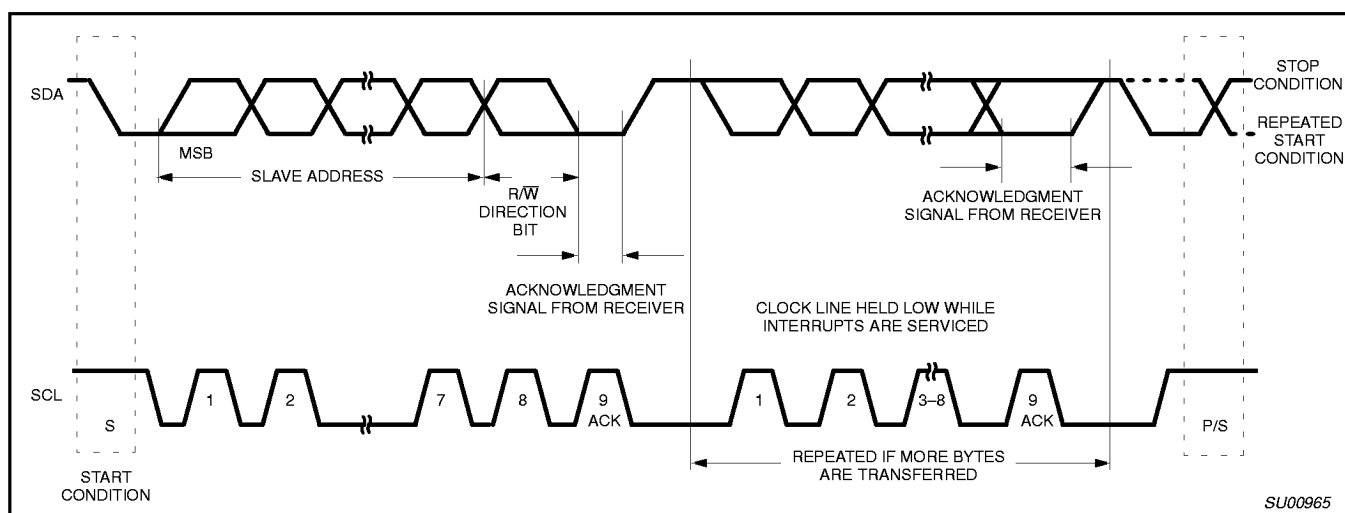 SDA
STOP
CONDITION
REPEATED
START
CONDITION
MSB
SLAVE ADDRESS
R/W̅
DIRECTION
BIT
ACKNOWLEDGMENT
SIGNAL FROM RECEIVER
ACKNOWLEDGMENT
SIGNAL FROM RECEIVER
CLOCK LINE HELD LOW WHILE
INTERRUPTS ARE SERVICED
SCL
S
1
2
7
8
9
ACK
1
2
3–8
9
ACK
P/S
START
CONDITION
REPEATED IF MORE BYTES
ARE TRANSFERRED
SU00965